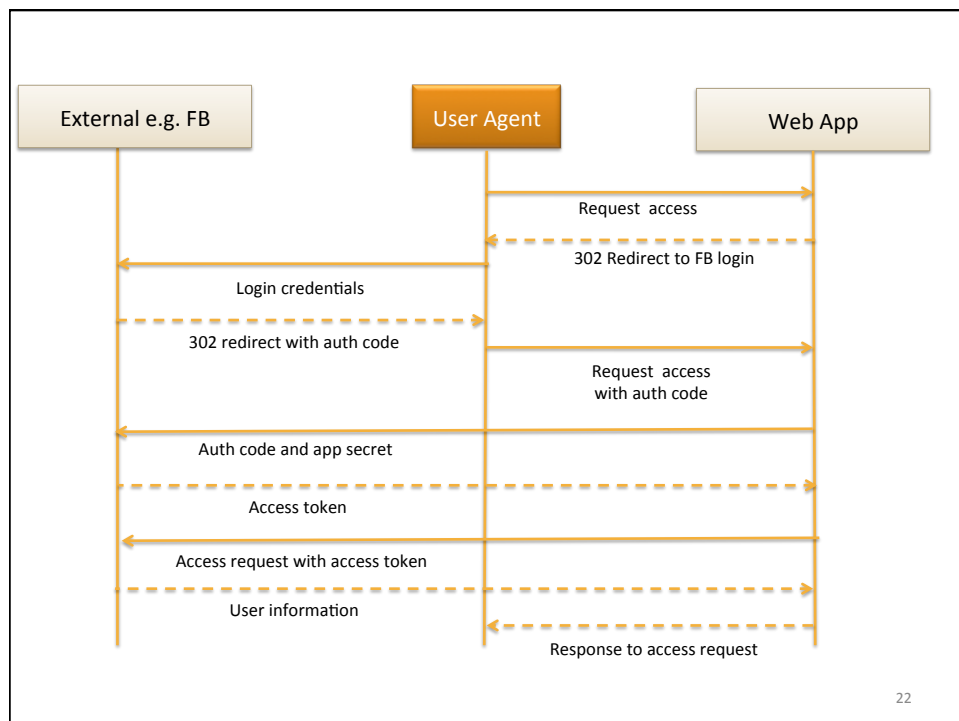 External e.g. FB
User Agent
Web App
Request access
302 Redirect to FB login
Login credentials
302 redirect with auth code
Request access
with auth code
Auth code and app secret
Access token
Access request with access token
User information
Response to access request
22